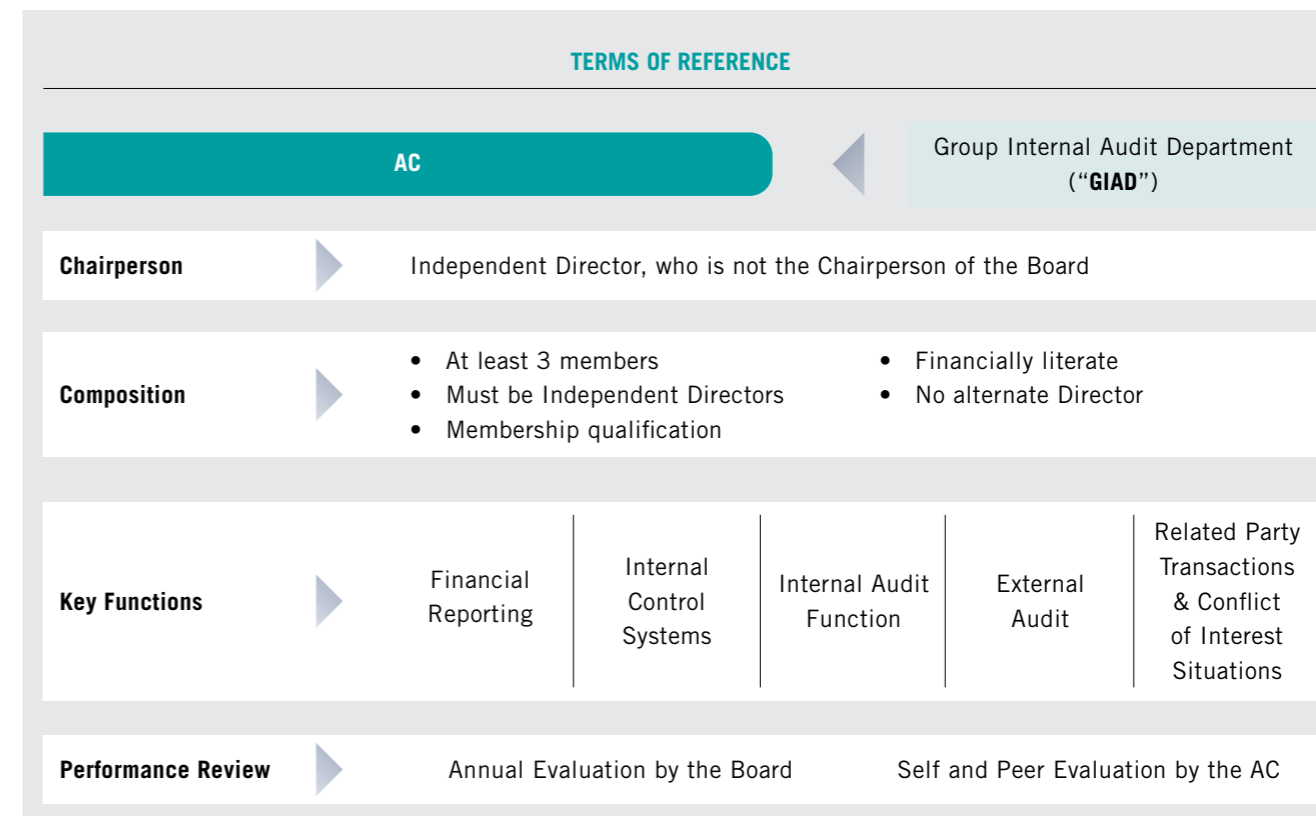 TERMS OF REFERENCE
AC
Group Internal Audit Department
(“GIAD”)
Chairperson
Independent Director, who is not the Chairperson of the Board
Composition
• At least 3 members
• Must be Independent Directors
• Membership qualification
• Financially literate
• No alternate Director
Key Functions
Financial
Reporting
Internal
Control
Systems
Internal Audit
Function
External
Audit
Related Party
Transactions
& Conflict
of Interest
Situations
Performance Review
Annual Evaluation by the Board
Self and Peer Evaluation by the AC